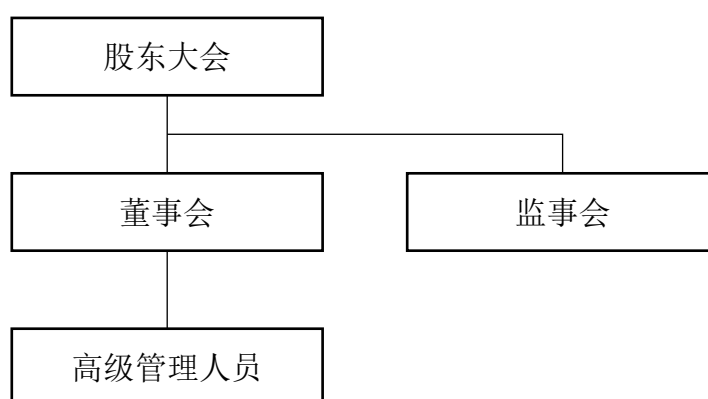 股东大会
董事会
监事会
高级管理人员